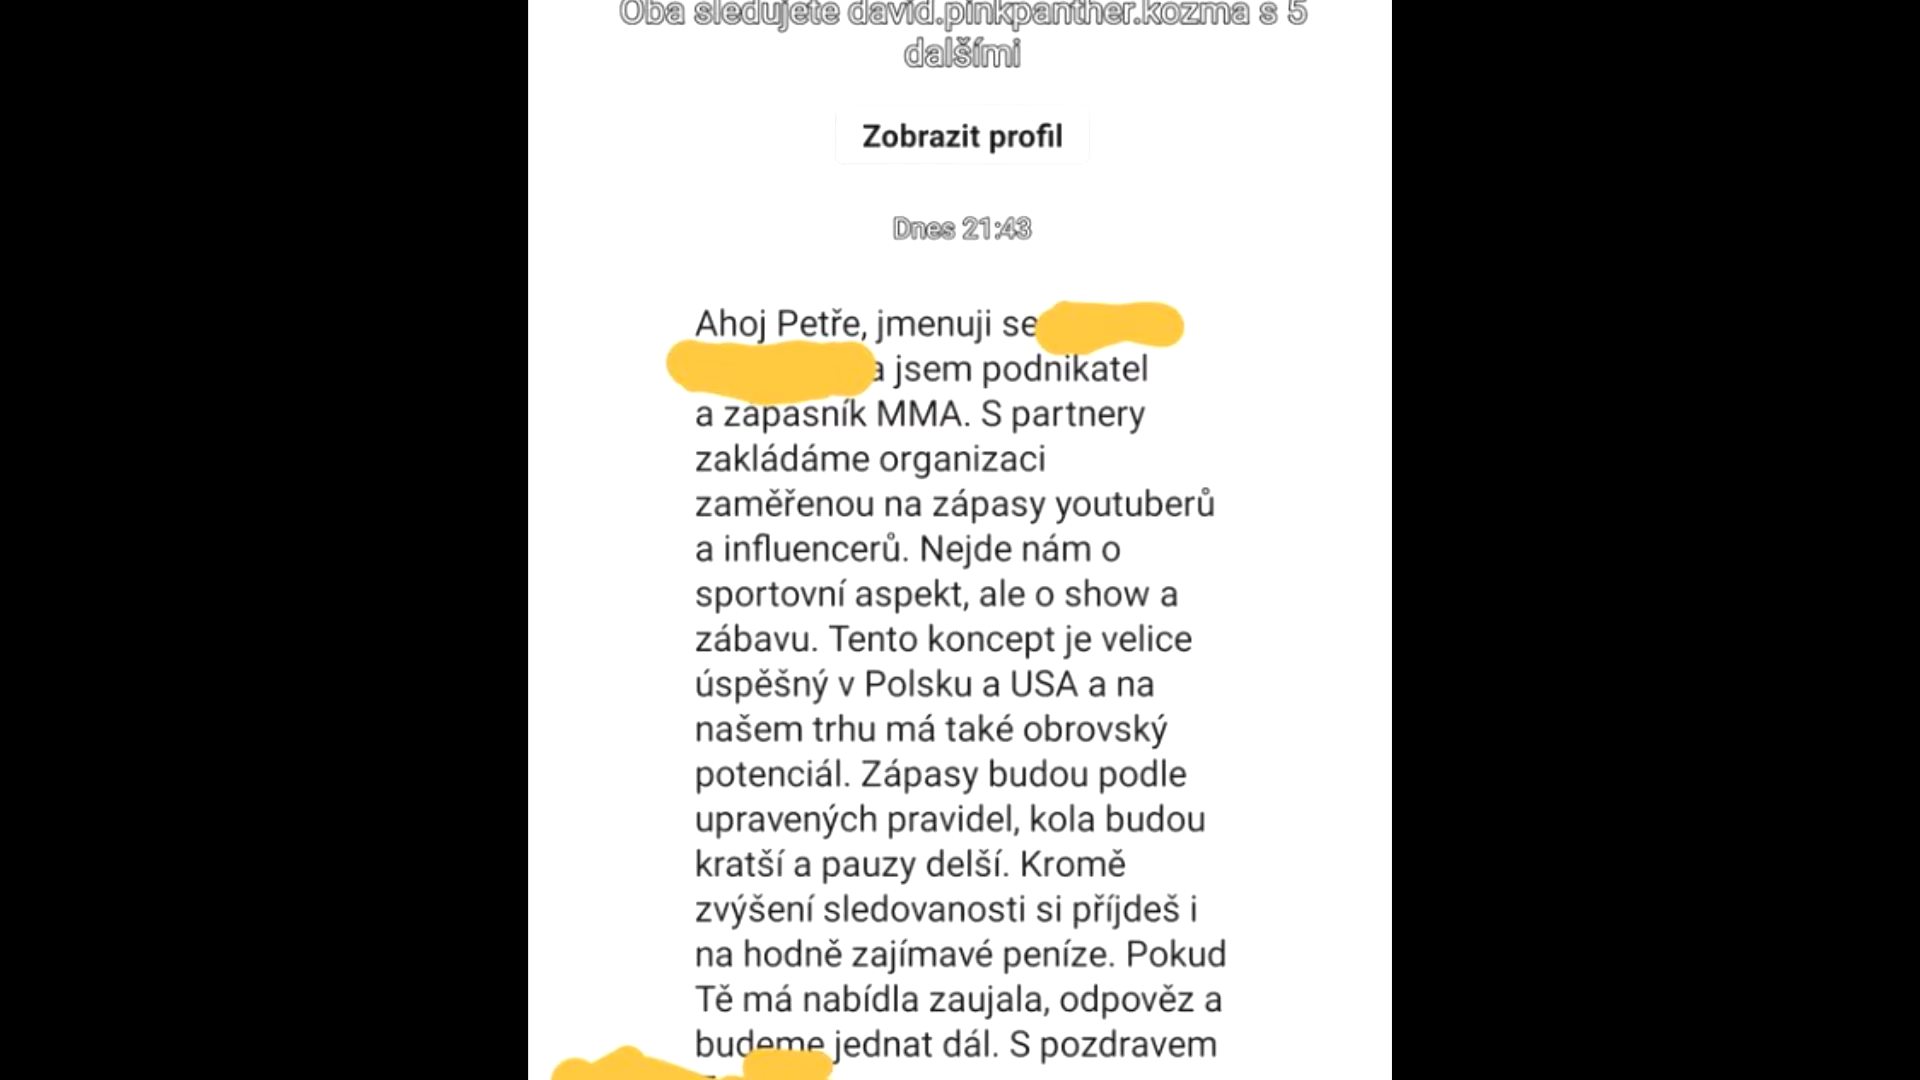 Oba sledujete david.pinkpanther.kozma s 5
dalšími
Zobrazit profil
Dnes 21:43
Ahoj Petře, jmenuji se
a jsem podnikatel
a zápasník MMA. S partnery
zakládáme organizaci
zaměřenou na zápasy youtuberů
a influencerů. Nejde nám o
sportovní aspekt, ale o show a
zábavu. Tento koncept je velice
úspěšný v Polsku a USA a na
našem trhu má také obrovský
potenciál. Zápasy budou podle
upravených pravidel, kola budou
kratší a pauzy delší. Kromě
zvýšení sledovanosti si příjdeš i
na hodně zajímavé peníze. Pokud
Tě má nabídla zaujala, odpověz a
budeme jednat dál. S pozdravem